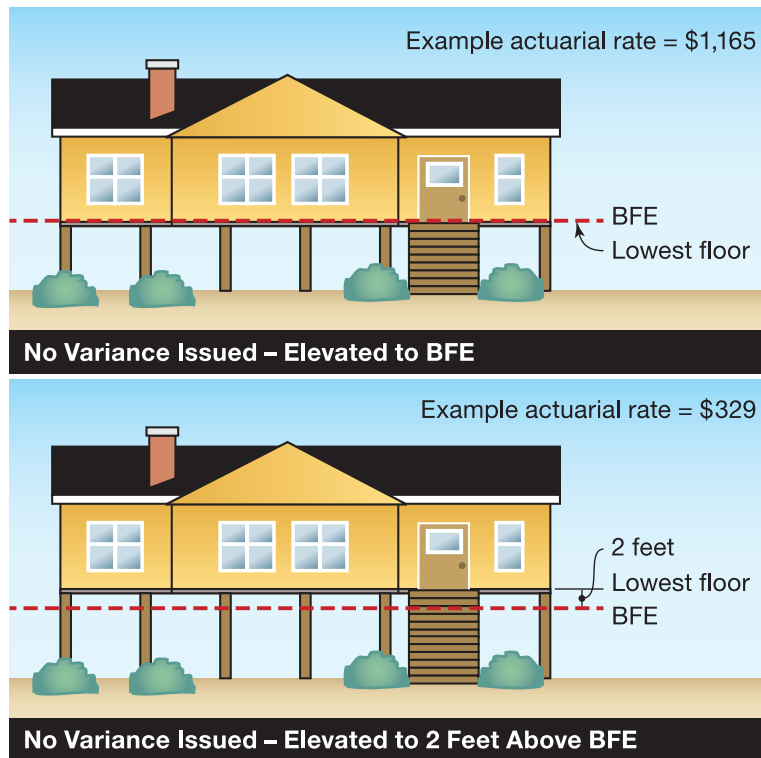 Example actuarial rate = $1,165
BFE
Lowest floor
No Variance Issued – Elevated to BFE
Example actuarial rate = $329
2 feet
Lowest floor
BFE
No Variance Issued – Elevated to 2 Feet Above BFE